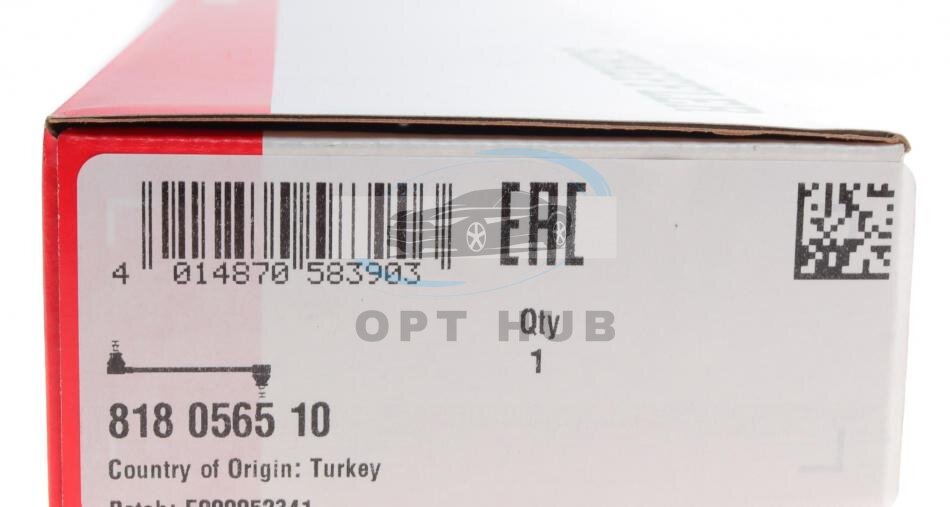 4 014870 583903
EAC
OPT HUB
Qty
1
818 0565 10
Country of Origin: Turkey